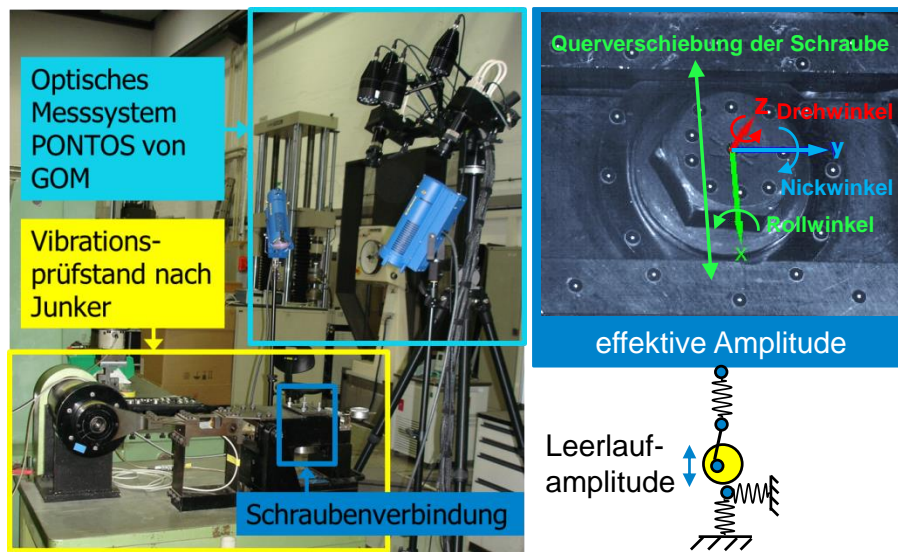 Optisches
Messsystem
PONTOS von
GOM
Vibrations-
prüfstand nach
Junker
Schraubenverbindung
Querverschiebung der Schraube
z
Drehwinkel
y
Nickwinkel
Rollwinkel
x
effektive Amplitude
Leerlauf-
amplitude